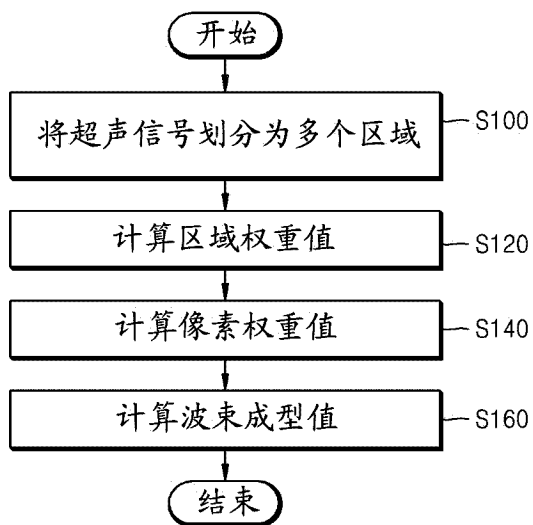 开始
将超声信号划分为多个区域
S100
计算区域权重值
S120
计算像素权重值
S140
计算波束成型值
S160
结束